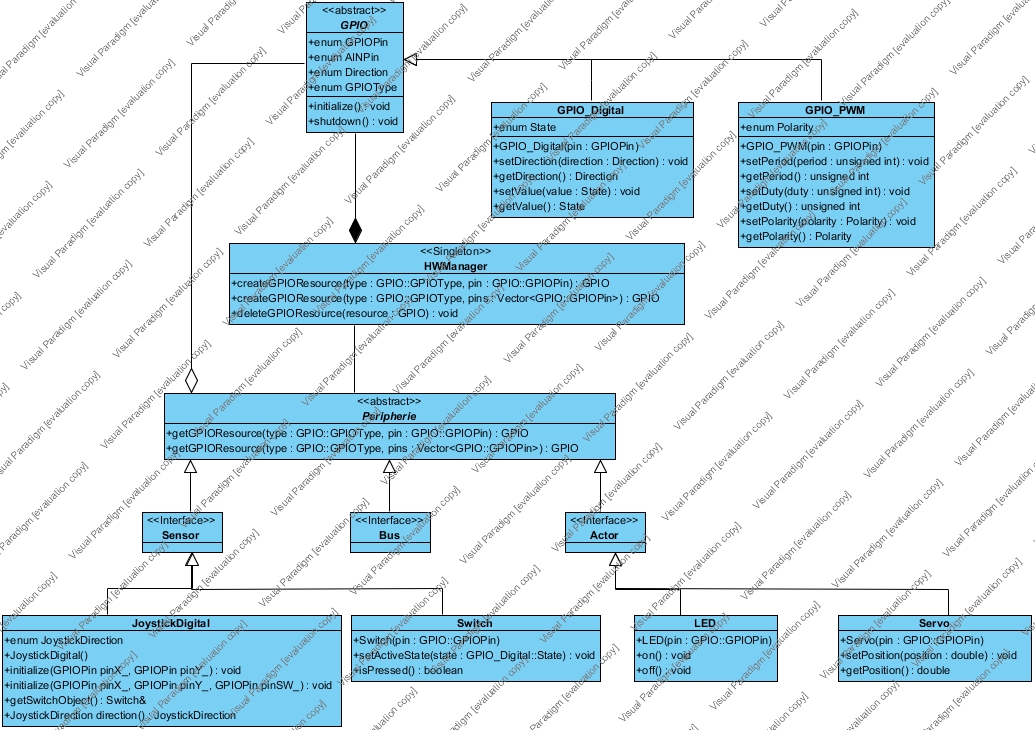 <<abstract>>
GPIO
+enum GPIOPin
+enum AINPin
+enum Direction
+enum GPIOType
+initialize() : void
+shutdown() : void
GPIO_Digital
+enum State
+GPIO_Digital(pin : GPIOPin)
+setDirection(direction : Direction) : void
+getDirection() : Direction
+setValue(value : State) : void
+getValue() : State
GPIO_PWM
+enum Polarity
+GPIO_PWM(pin : GPIOPin)
+setPeriod(period : unsigned int) : void
+getPeriod() : unsigned int
+setDuty(duty : unsigned int) : void
+getDuty() : unsigned int
+setPolarity(polarity : Polarity) : void
+getPolarity() : Polarity
<<Singleton>>
HWManager
+createGPIOResource(type : GPIO::GPIOType, pin : GPIO::GPIOPin) : GPIO
+createGPIOResource(type : GPIO::GPIOType, pins : Vector<GPIO::GPIOPin>) : GPIO
+deleteGPIOResource(resource : GPIO) : void
<<abstract>>
Peripherie
+getGPIOResource(type : GPIO::GPIOType, pin : GPIO::GPIOPin) : GPIO
+getGPIOResource(type : GPIO::GPIOType, pins : Vector<GPIO::GPIOPin>) : GPIO
<<Interface>>
Sensor
<<Interface>>
Bus
<<Interface>>
Actor
JoystickDigital
+enum JoystickDirection
+JoystickDigital()
+initialize(GPIOPin pinX_, GPIOPin pinY_) : void
+initialize(GPIOPin pinX_, GPIOPin pinY_, GPIOPin pinSW_) : void
+getSwitchObject() : Switch&
+JoystickDirection direction() : JoystickDirection
Switch
+Switch(pin : GPIO::GPIOPin)
+setActiveState(state : GPIO_Digital::State) : void
+isPressed() : boolean
LED
+LED(pin : GPIO::GPIOPin)
+on() : void
+off() : void
Servo
+Servo(pin : GPIO::GPIOPin)
+setPosition(position : double) : void
+getPosition() : double
Visual Paradigm [evaluation copy]